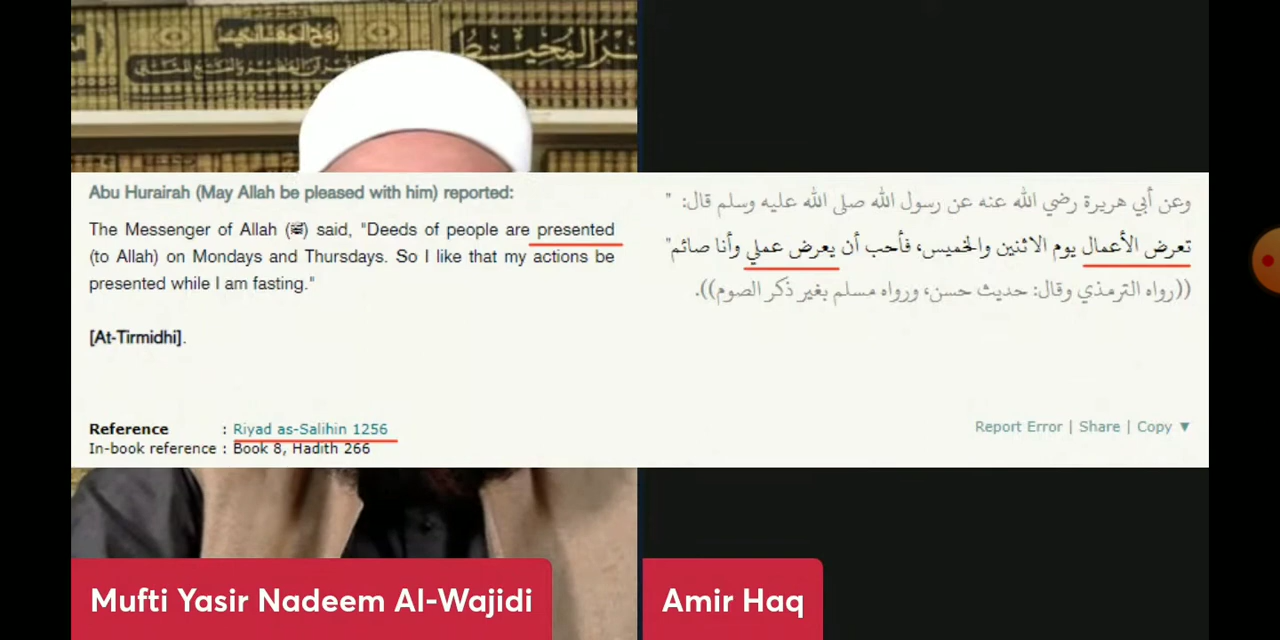 روح المعاني
البحر المحيط
Abu Hurairah (May Allah be pleased with him) reported:
The Messenger of Allah (ﷺ) said, "Deeds of people are presented
(to Allah) on Mondays and Thursdays. So I like that my actions be
presented while I am fasting."
[At-Tirmidhi].
وعن أبي هريرة رضي الله عنه عن رسول الله صلى الله عليه وسلم قال: "
تعرض الأعمال يوم الاثنين والخميس، فأحب أن يعرض عملي وأنا صائم"
((رواه الترمذي وقال: حديث حسن، ورواه مسلم بغير ذكر الصوم)).
Reference : Riyad as-Salihin 1256
In-book reference : Book 8, Hadith 266
Report Error | Share | Copy ▼
Mufti Yasir Nadeem Al-Wajidi
Amir Haq